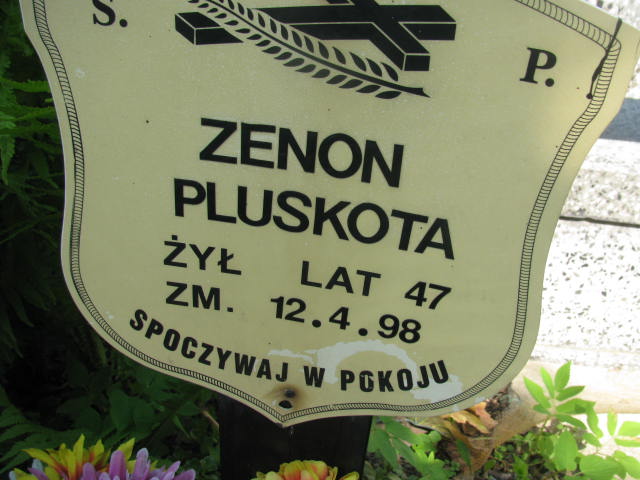 S. P.
ZENON
PLUSKOTA
ŻYŁ LAT 47
ZM. 12.4.98
SPOCZYWAJ W POKOJU